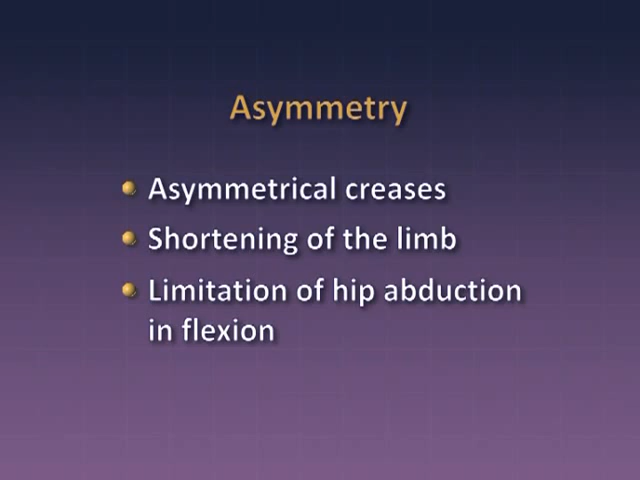 Asymmetry
Asymmetrical creases
Shortening of the limb
Limitation of hip abduction
in flexion